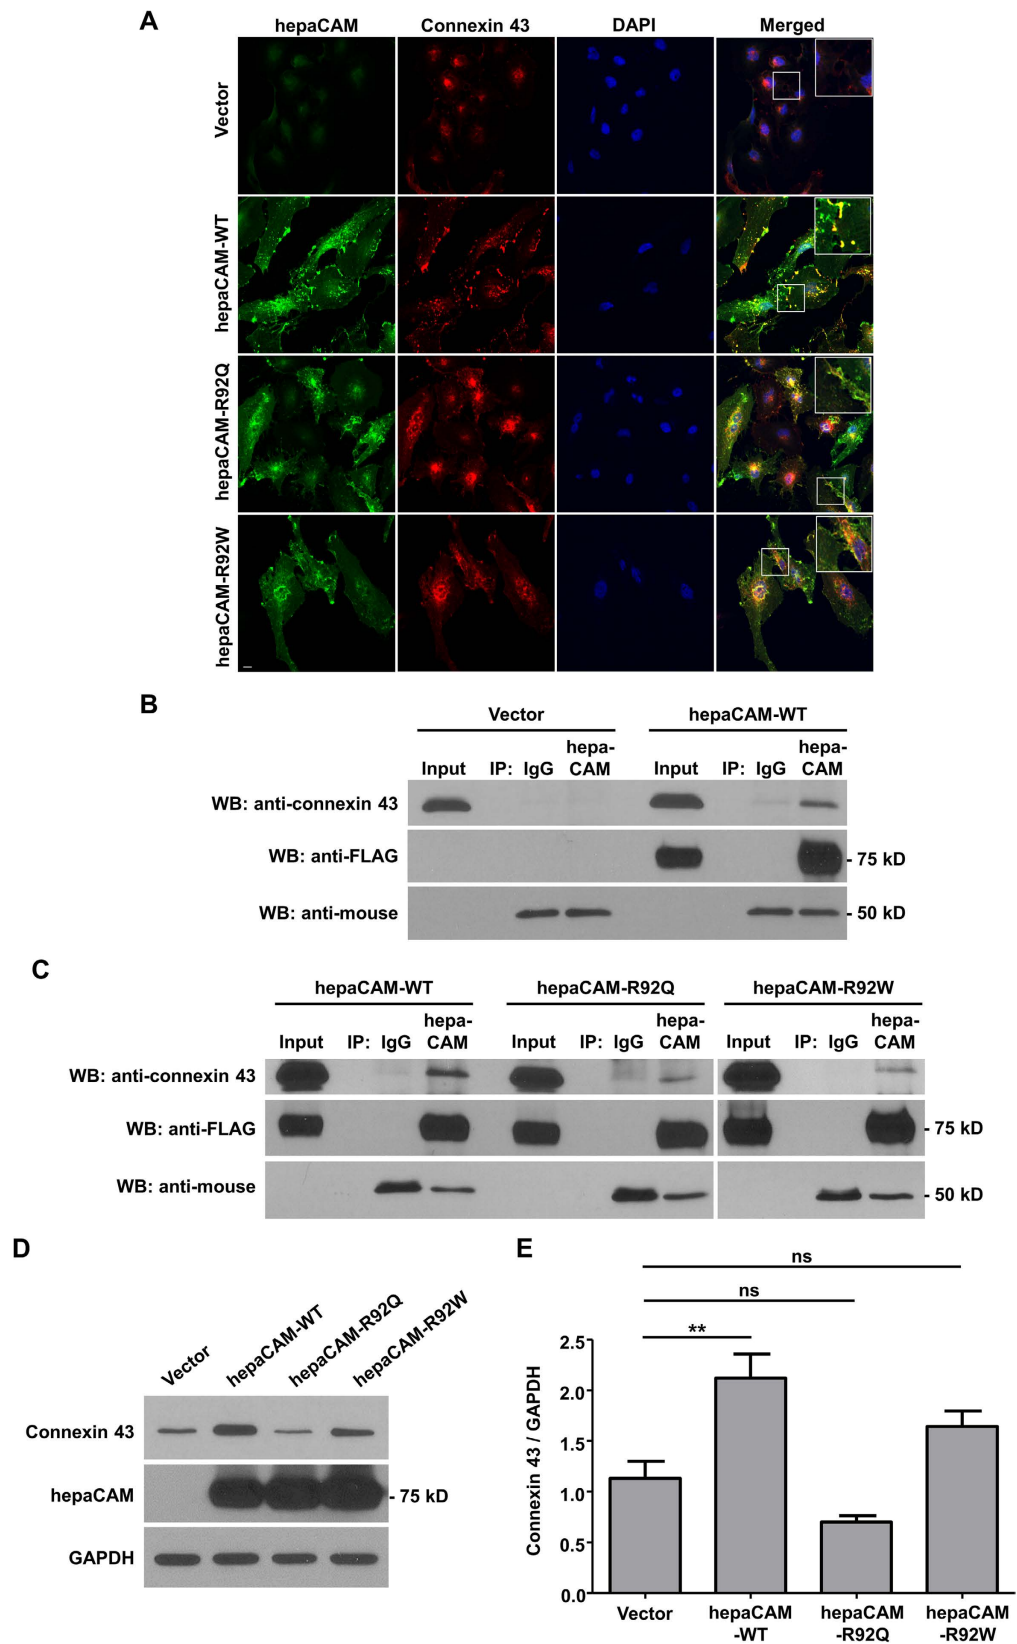 A
hepaCAM Connexin 43 DAPI Merged
Vector
hepaCAM-WT
hepaCAM-R92Q
hepaCAM-R92W
B
Vector hepaCAM-WT
Input IP: IgG hepa-CAM Input IP: IgG hepa-CAM
WB: anti-connexin 43
WB: anti-FLAG - 75 kD
WB: anti-mouse - 50 kD
C
hepaCAM-WT hepaCAM-R92Q hepaCAM-R92W
Input IP: IgG hepa-CAM Input IP: IgG hepa-CAM Input IP: IgG hepa-CAM
WB: anti-connexin 43
WB: anti-FLAG - 75 kD
WB: anti-mouse - 50 kD
D
Vector hepaCAM-WT hepaCAM-R92Q hepaCAM-R92W
Connexin 43
hepaCAM - 75 kD
GAPDH
E
ns
ns
**
Connexin 43 / GAPDH
2.5
2.0
1.5
1.0
0.5
0.0
Vector hepaCAM hepaCAM hepaCAM
-WT -R92Q -R92W